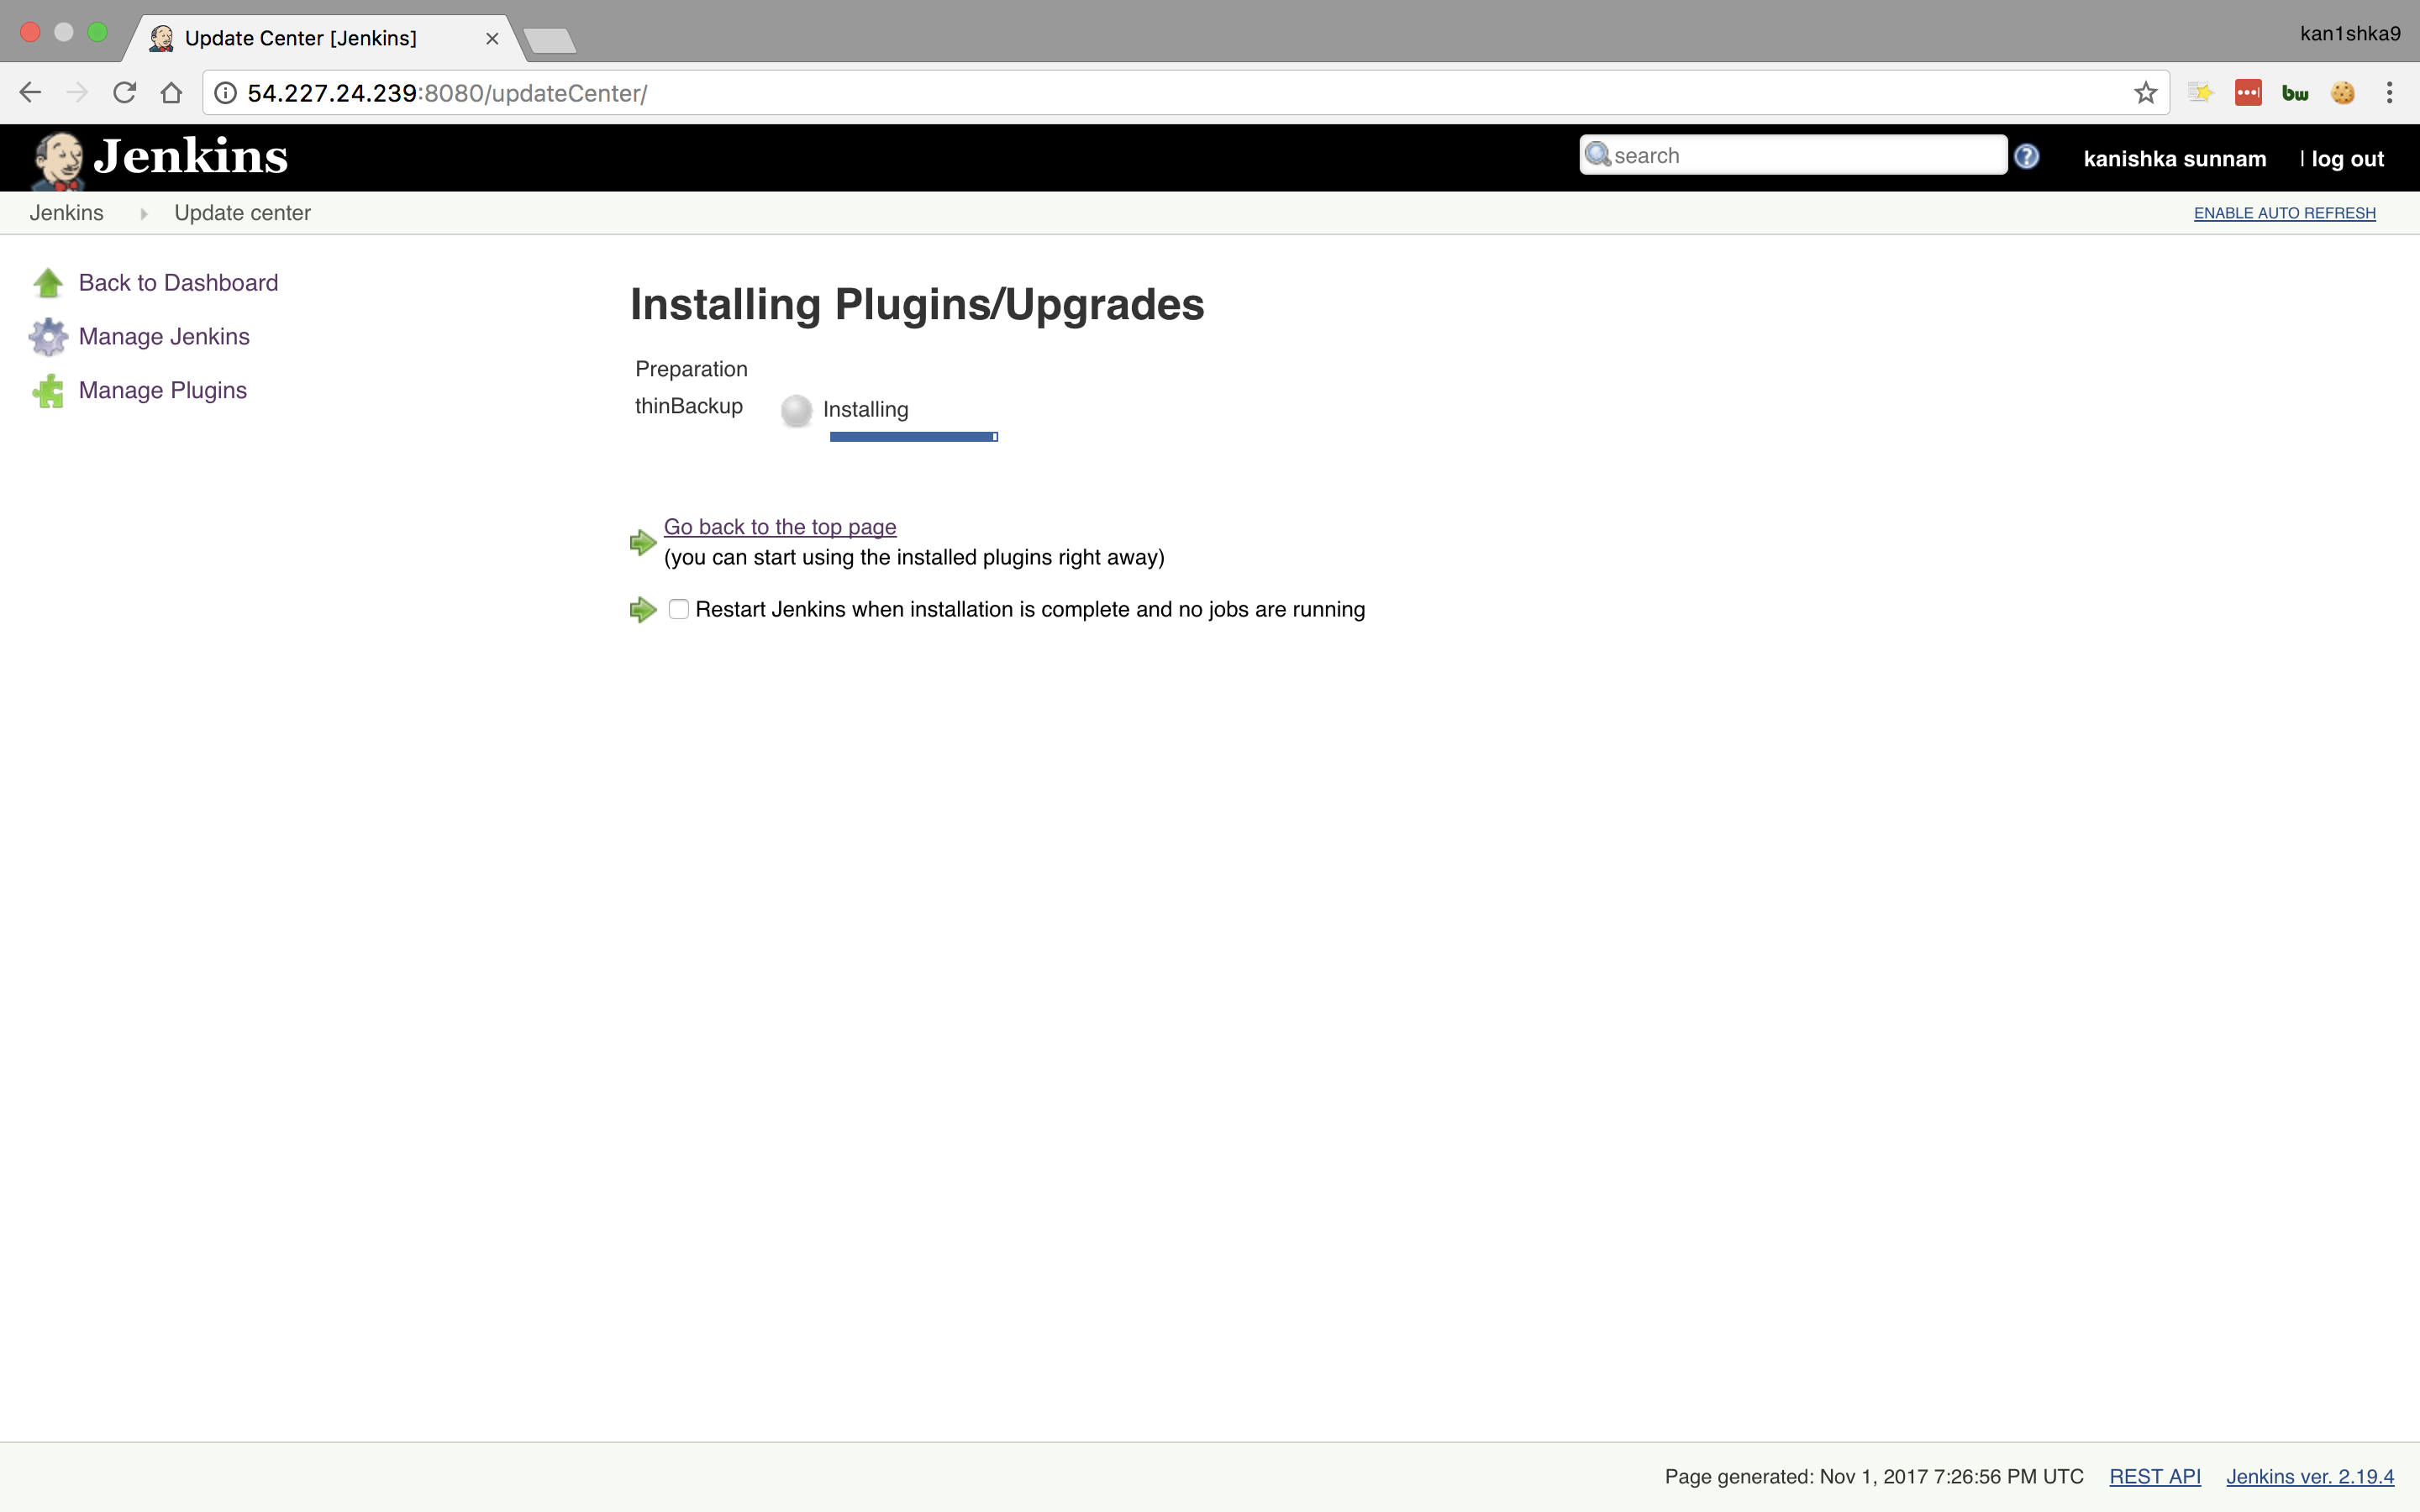 Update Center [Jenkins]
kan1shka9
54.227.24.239:8080/updateCenter/
bw
Jenkins
search
kanishka sunnam
| log out
Jenkins
Update center
ENABLE AUTO REFRESH
Back to Dashboard
Manage Jenkins
Manage Plugins
Installing Plugins/Upgrades
Preparation
thinBackup
Installing
Go back to the top page
(you can start using the installed plugins right away)
Restart Jenkins when installation is complete and no jobs are running
Page generated: Nov 1, 2017 7:26:56 PM UTC
REST API
Jenkins ver. 2.19.4